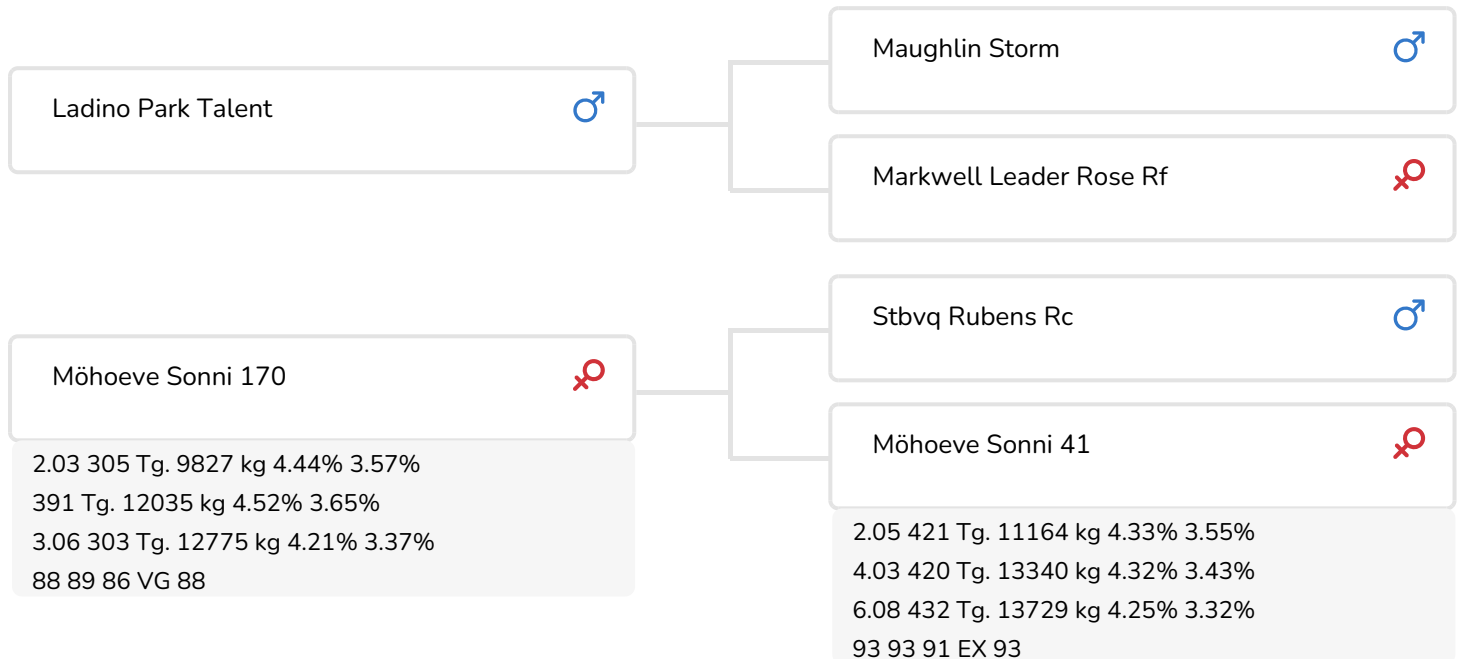 Ladino Park Talent
Maughlin Storm
Markwell Leader Rose Rf
Möhoeve Sonni 170
2.03 305 Tg. 9827 kg 4.44% 3.57%
391 Tg. 12035 kg 4.52% 3.65%
3.06 303 Tg. 12775 kg 4.21% 3.37%
88 89 86 VG 88
Stbvq Rubens Rc
Möhoeve Sonni 41
2.05 421 Tg. 11164 kg 4.33% 3.55%
4.03 420 Tg. 13340 kg 4.32% 3.43%
6.08 432 Tg. 13729 kg 4.25% 3.32%
93 93 91 EX 93